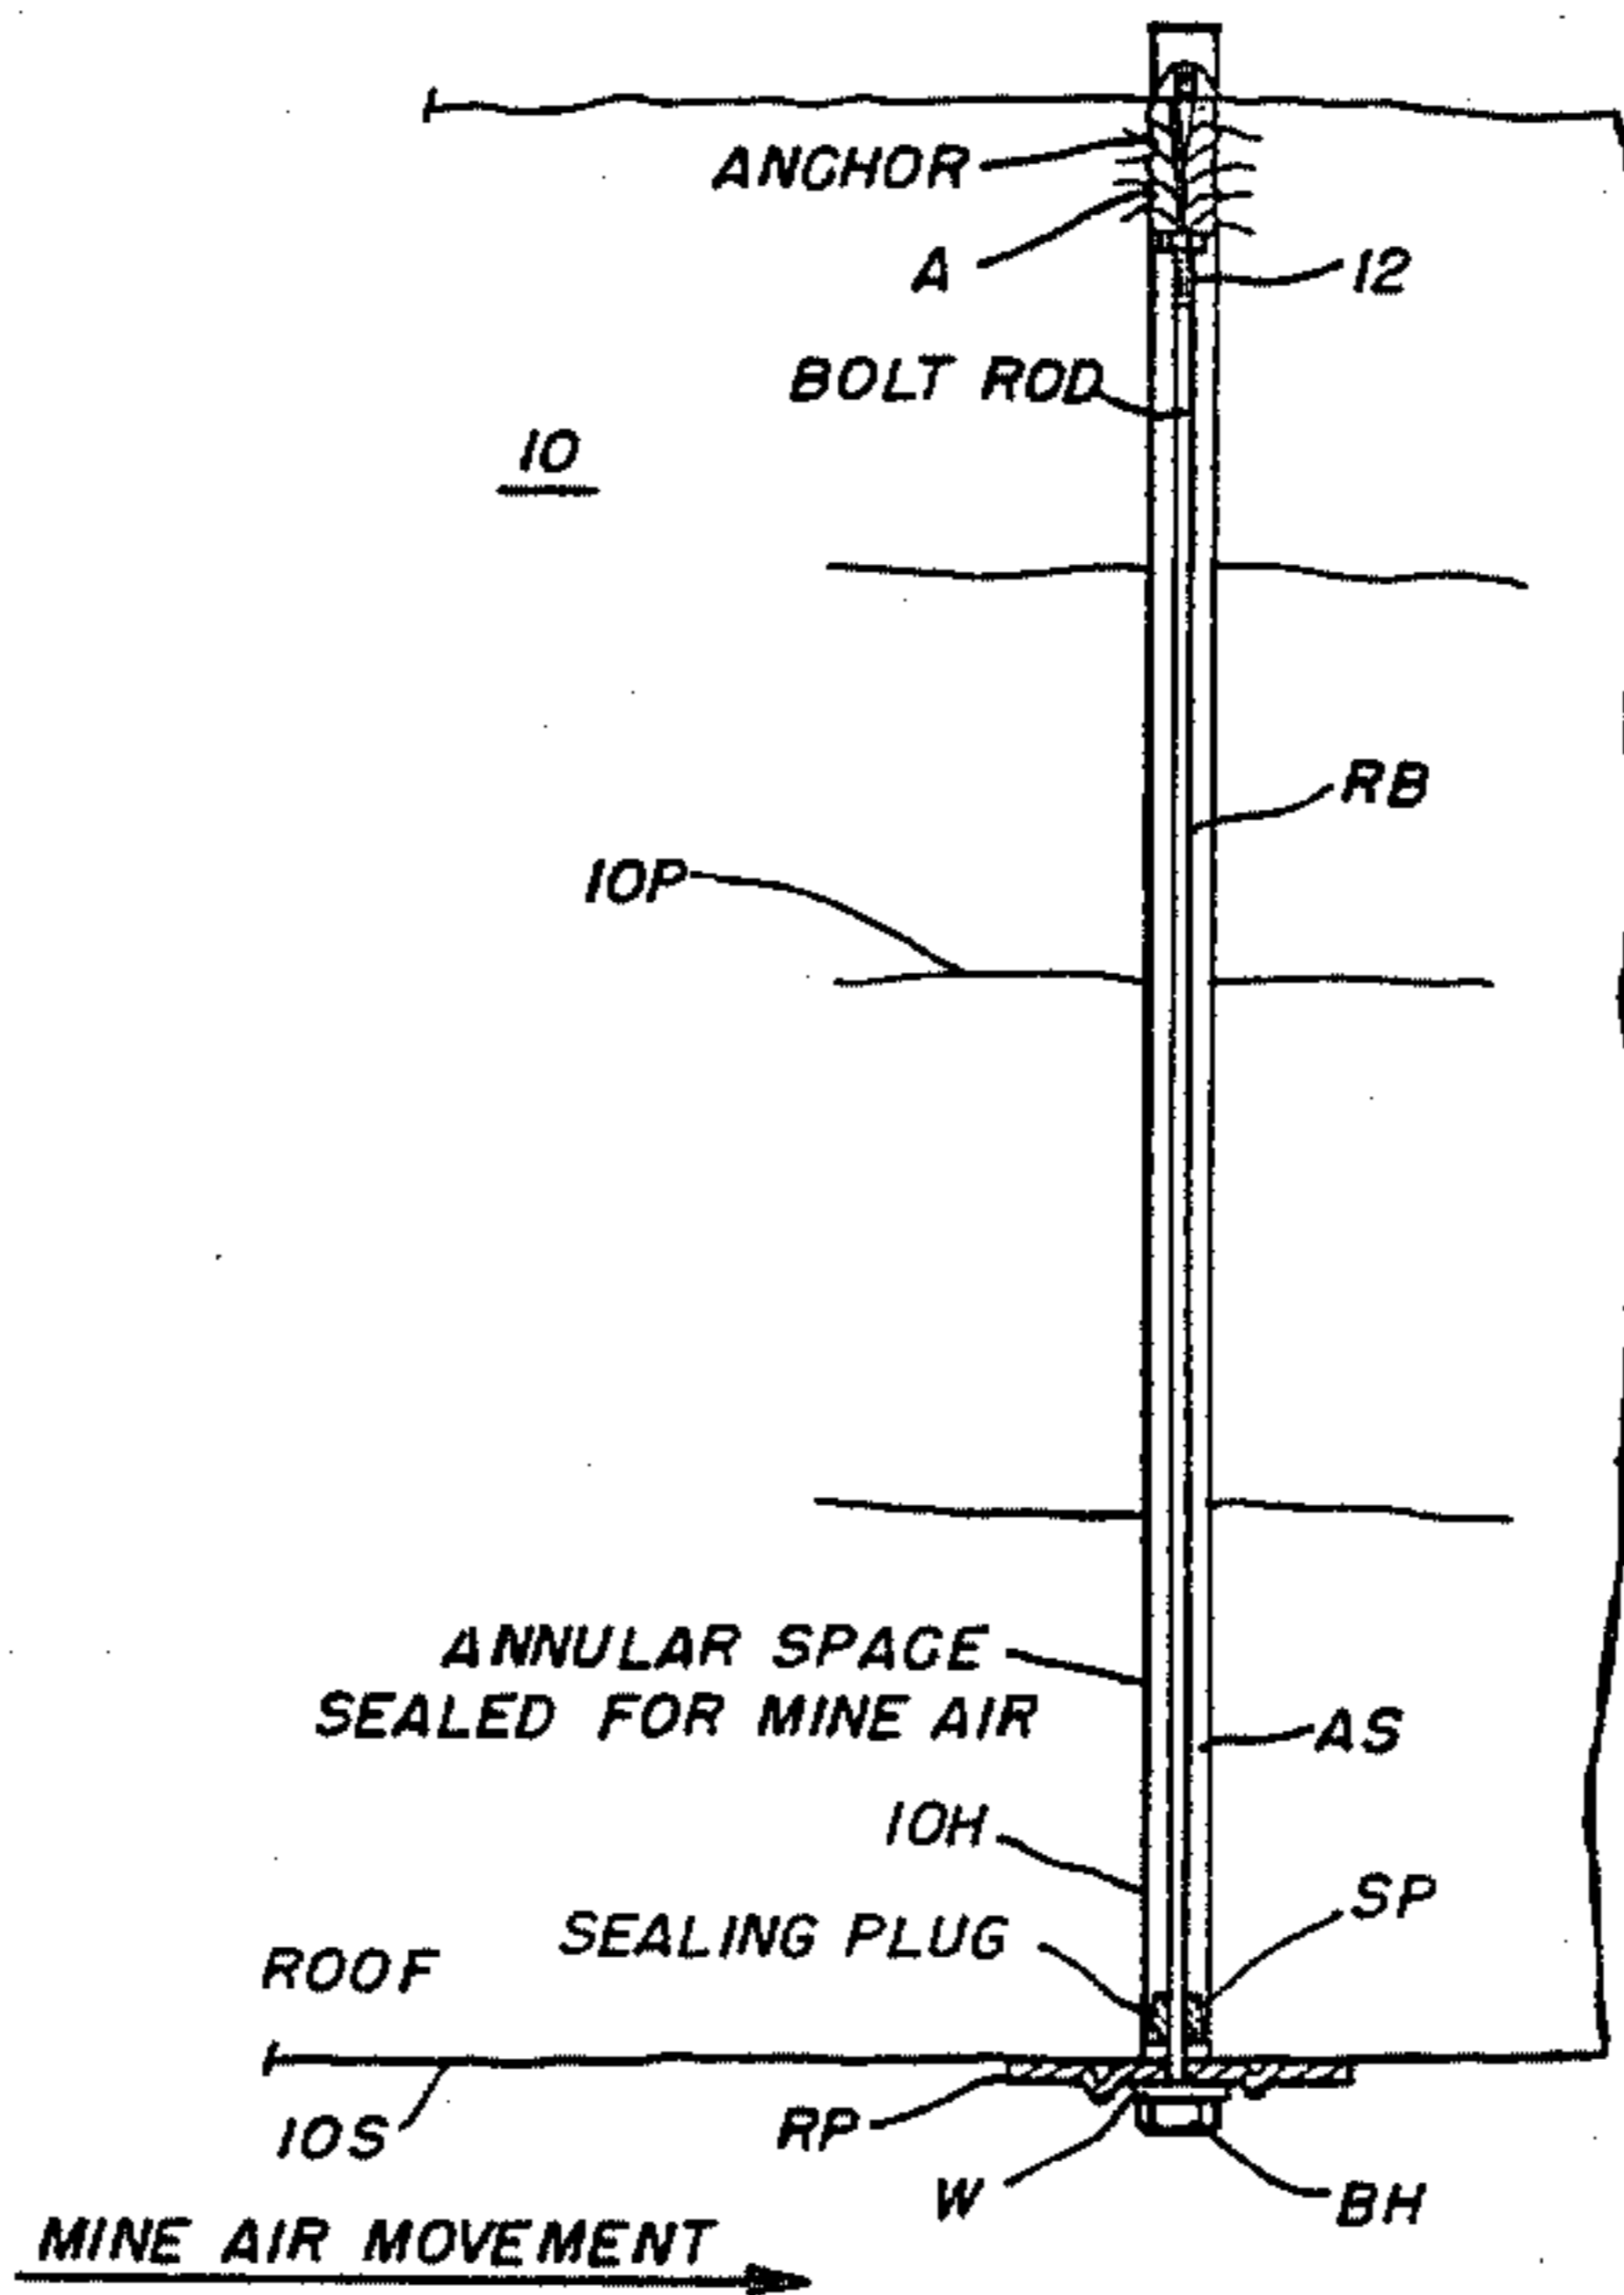 ANCHOR
A
12
BOLT ROD
10
RB
10P
ANNULAR SPACE
SEALED FOR MINE AIR
AS
10H
SP
SEALING PLUG
ROOF
10S
RP
W
BH
MINE AIR MOVEMENT